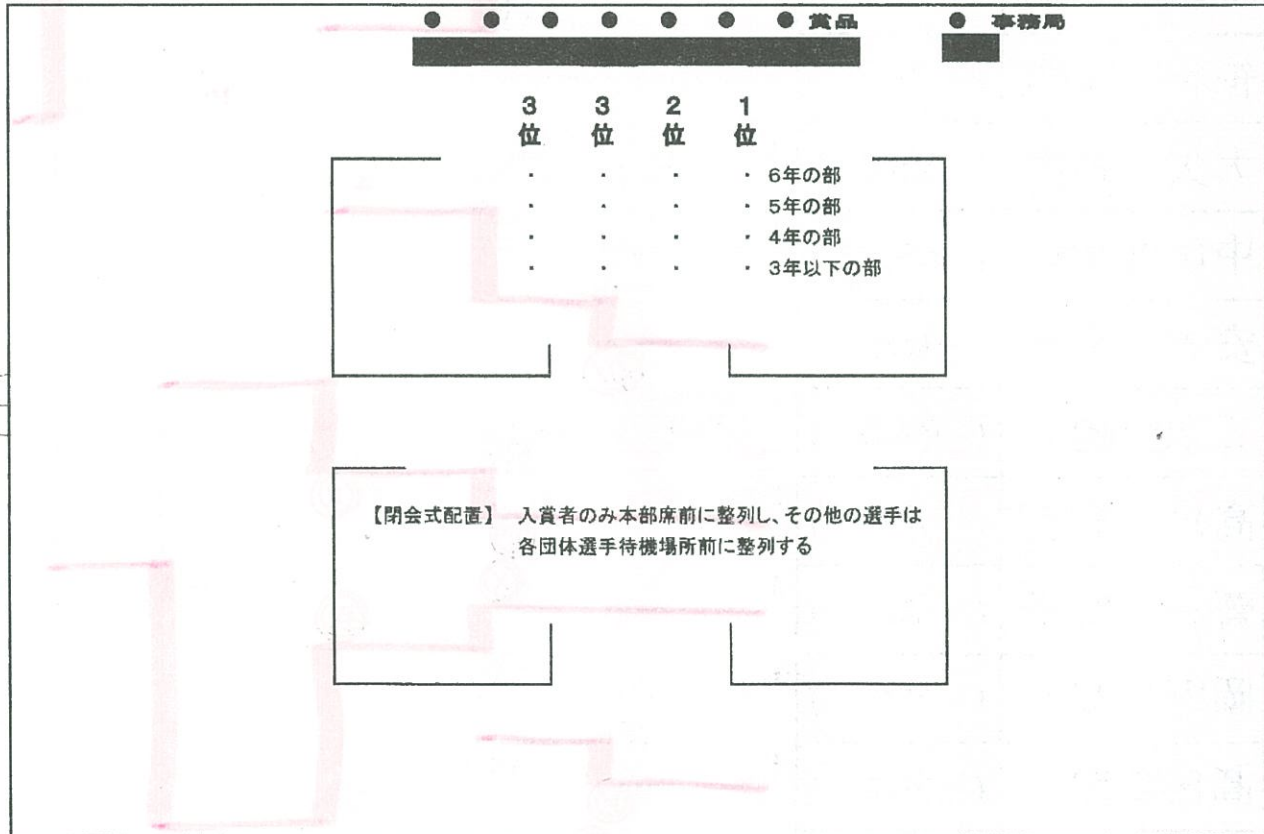 ● ● ● ● ● ● ● 賞品 ● 事務局
3位 3位 2位 1位
・ ・ ・ ・ 6年の部
・ ・ ・ ・ 5年の部
・ ・ ・ ・ 4年の部
・ ・ ・ ・ 3年以下の部
【閉会式配置】 入賞者のみ本部席前に整列し、その他の選手は
各団体選手待機場所前に整列する